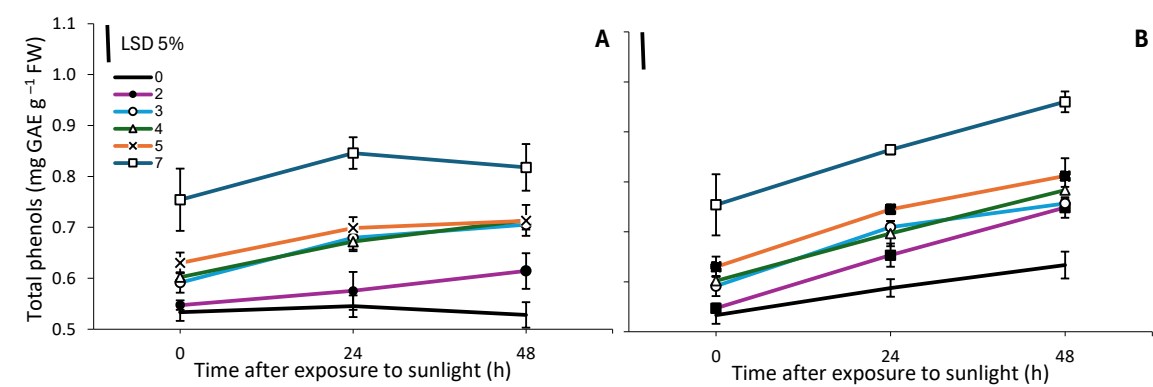 Total phenols (mg GAE g⁻¹ FW)
1.1
1.0
0.9
0.8
0.7
0.6
0.5
LSD 5%
0
2
3
4
5
7
A
0 24 48
Time after exposure to sunlight (h)
B
0 24 48
Time after exposure to sunlight (h)